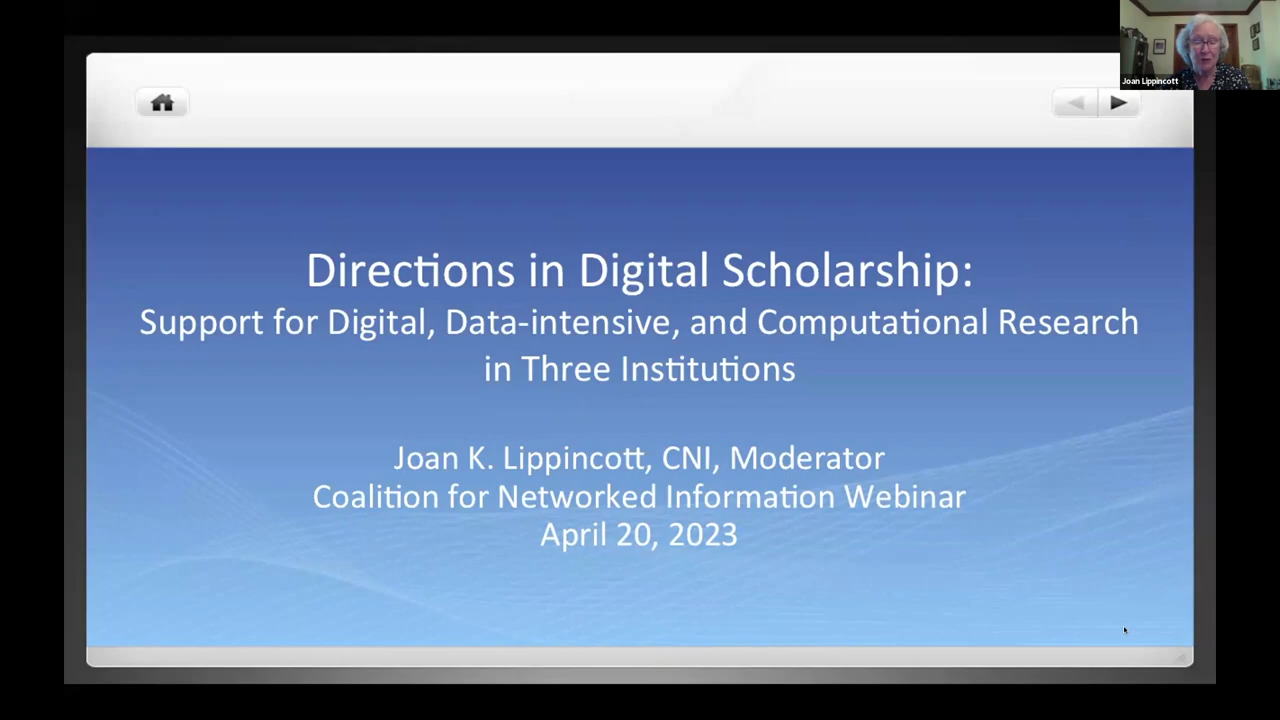 Joan Lippincott
Directions in Digital Scholarship:
Support for Digital, Data-intensive, and Computational Research
in Three Institutions
Joan K. Lippincott, CNI, Moderator
Coalition for Networked Information Webinar
April 20, 2023